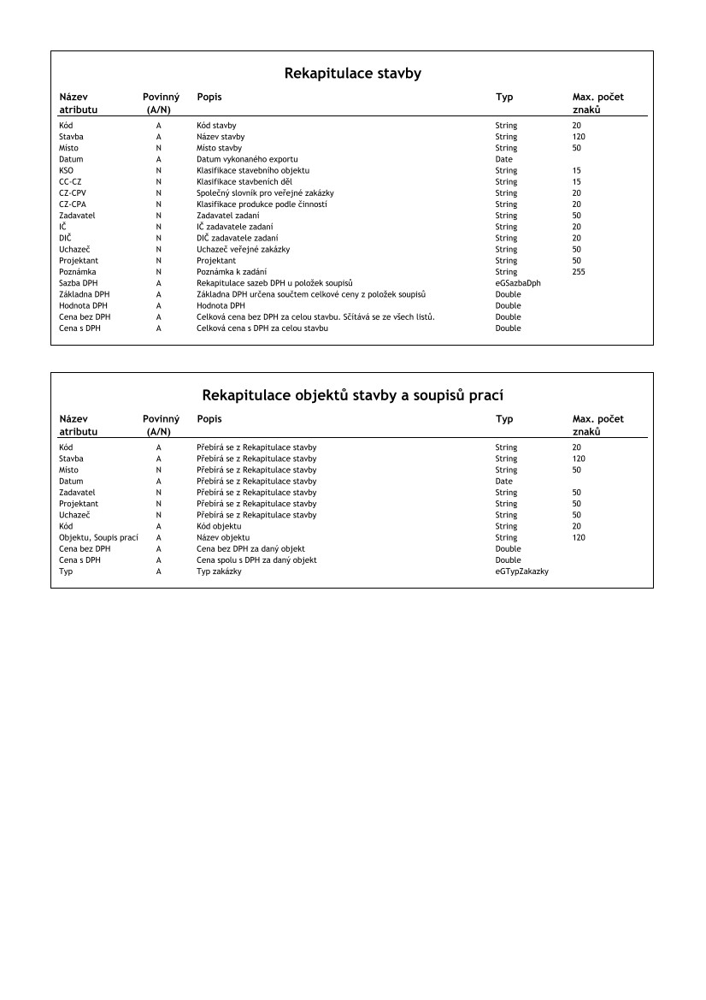 Rekapitulace stavby
Název Povinný Popis Typ Max. počet
atributu (A/N) znaků
Kód A Kód stavby String 20
Stavba A Název stavby String 120
Místo N Místo stavby String 50
Datum A Datum vykonaného exportu Date
KSO N Klasifikace stavebního objektu String 15
CC-CZ N Klasifikace stavbeních děl String 15
CZ-CPV N Společný slovník pro veřejné zakázky String 20
CZ-CPA N Klasifikace produkce podle činností String 20
Zadavatel N Zadavatel zadaní String 50
IČ N IČ zadavatele zadaní String 20
DIČ N DIČ zadavatele zadaní String 20
Uchazeč N Uchazeč veřejné zakázky String 50
Projektant N Projektant String 50
Poznámka N Poznámka k zadání String 255
Sazba DPH A Rekapitulace sazeb DPH u položek soupisů eGSazbaDph
Základna DPH A Základna DPH určena součtem celkové ceny z položek soupisů Double
Hodnota DPH A Hodnota DPH Double
Cena bez DPH A Celková cena bez DPH za celou stavbu. Sčítává se ze všech listů. Double
Cena s DPH A Celková cena s DPH za celou stavbu Double
Rekapitulace objektů stavby a soupisů prací
Název Povinný Popis Typ Max. počet
atributu (A/N) znaků
Kód A Přebírá se z Rekapitulace stavby String 20
Stavba A Přebírá se z Rekapitulace stavby String 120
Místo N Přebírá se z Rekapitulace stavby String 50
Datum A Přebírá se z Rekapitulace stavby Date
Zadavatel N Přebírá se z Rekapitulace stavby String 50
Projektant N Přebírá se z Rekapitulace stavby String 50
Uchazeč N Přebírá se z Rekapitulace stavby String 50
Kód A Kód objektu String 20
Objektu, Soupis prací A Název objektu String 120
Cena bez DPH A Cena bez DPH za daný objekt Double
Cena s DPH A Cena spolu s DPH za daný objekt Double
Typ A Typ zakázky eGTypZakazky